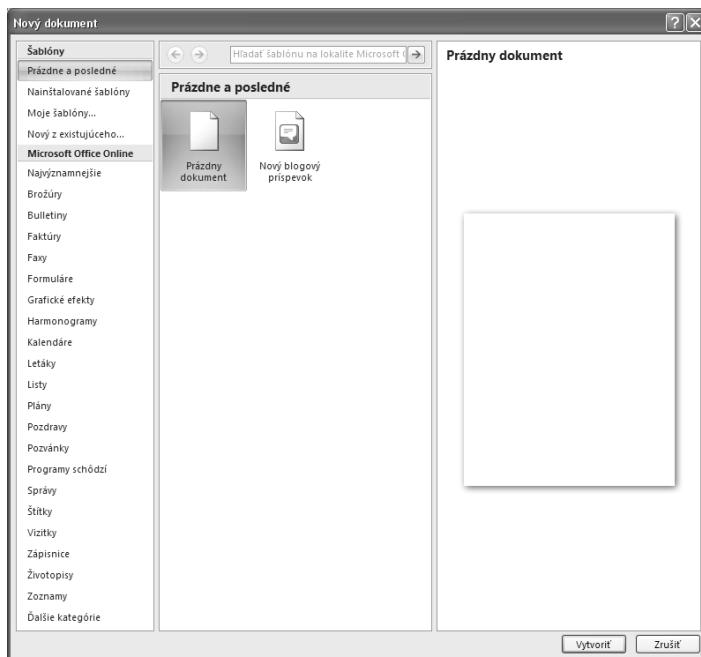 Nový dokument
Šablóny
Prázdne a posledné
Nainštalované šablóny
Moje šablóny...
Nový z existujúceho...
Microsoft Office Online
Najvýznamnejšie
Brožúry
Bulletiny
Faktúry
Faxy
Formuláre
Grafické efekty
Harmonogramy
Kalendáre
Letáky
Listy
Plány
Pozdravy
Pozvánky
Programy schôdzí
Správy
Štítky
Vizitky
Zápisnice
Životopisy
Zoznamy
Ďalšie kategórie
Hľadať šablónu na lokalite Microsoft
Prázdne a posledné
Prázdny
dokument
Nový blogový
príspevok
Prázdny dokument
Vytvoriť
Zrušiť